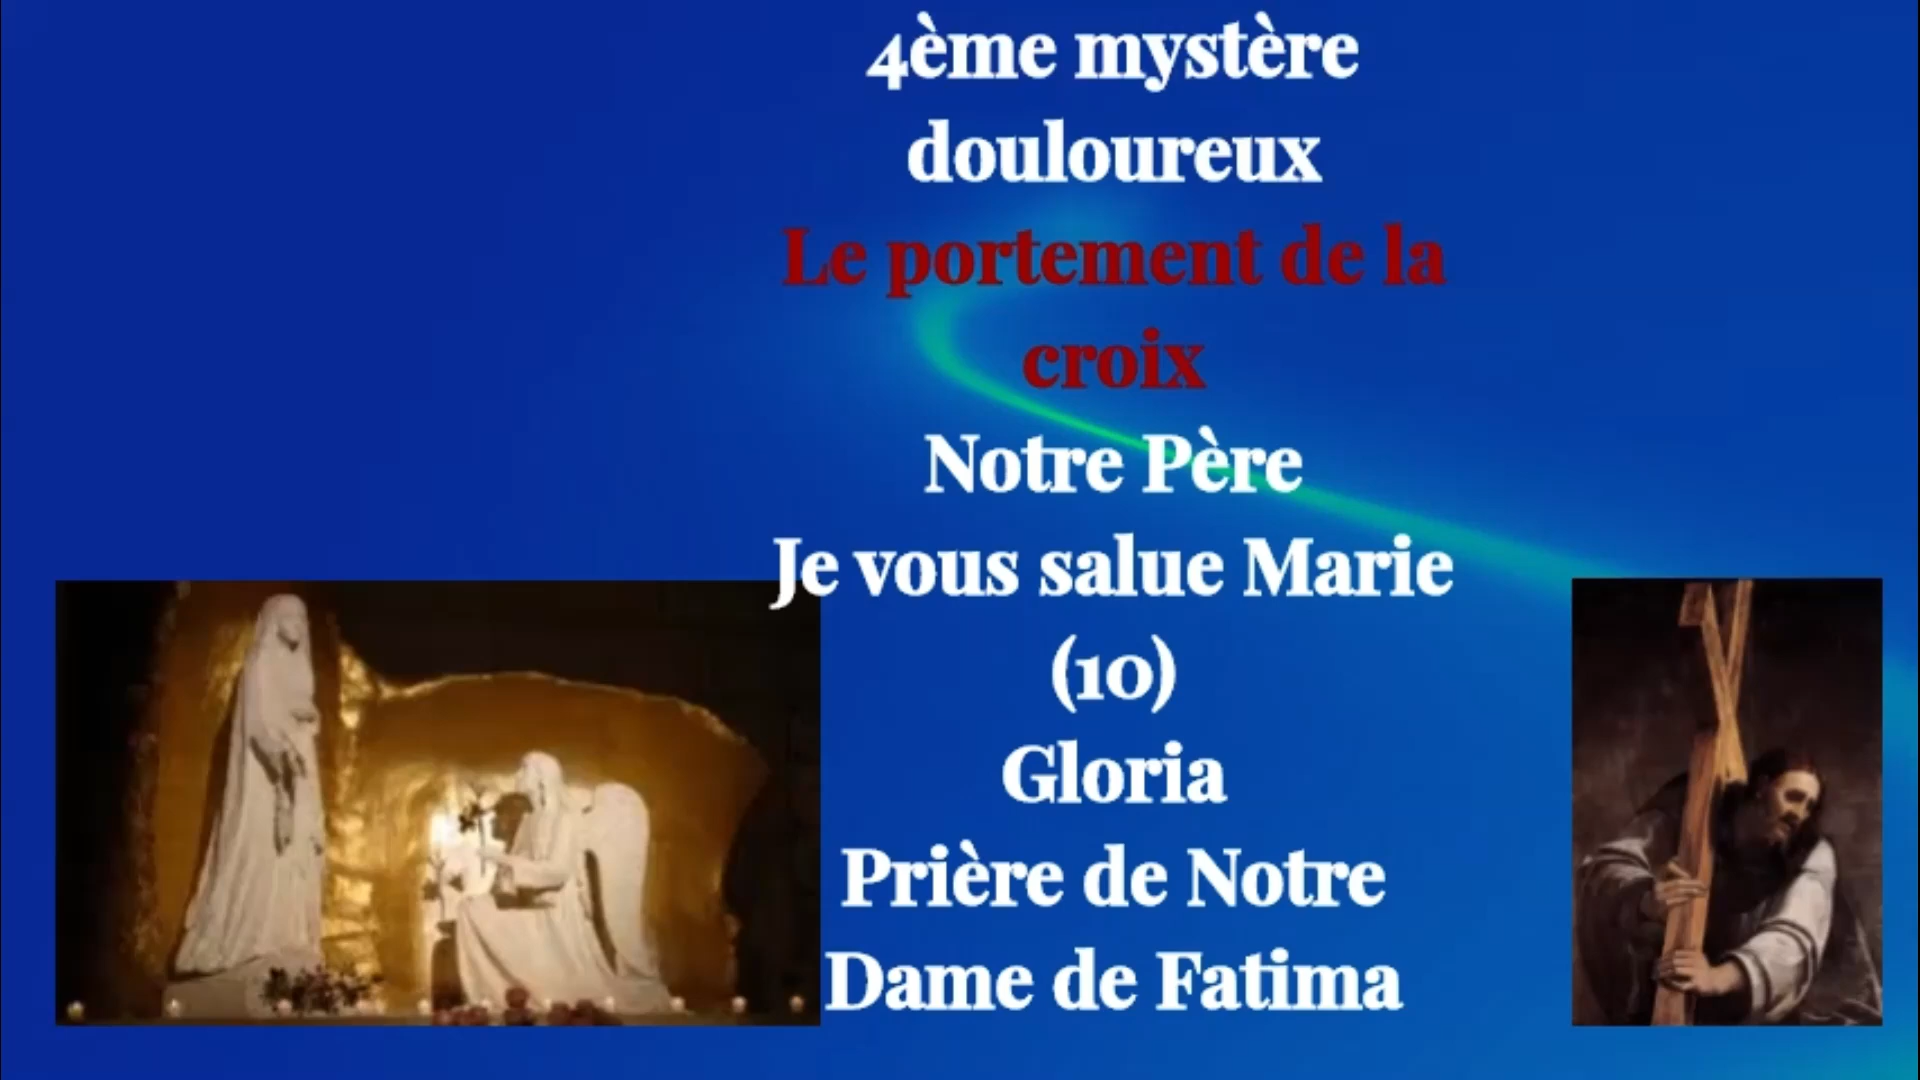 4ème mystère
douloureux
Le portement de la
croix
Notre Père
Je vous salue Marie
(10)
Gloria
Prière de Notre
Dame de Fatima